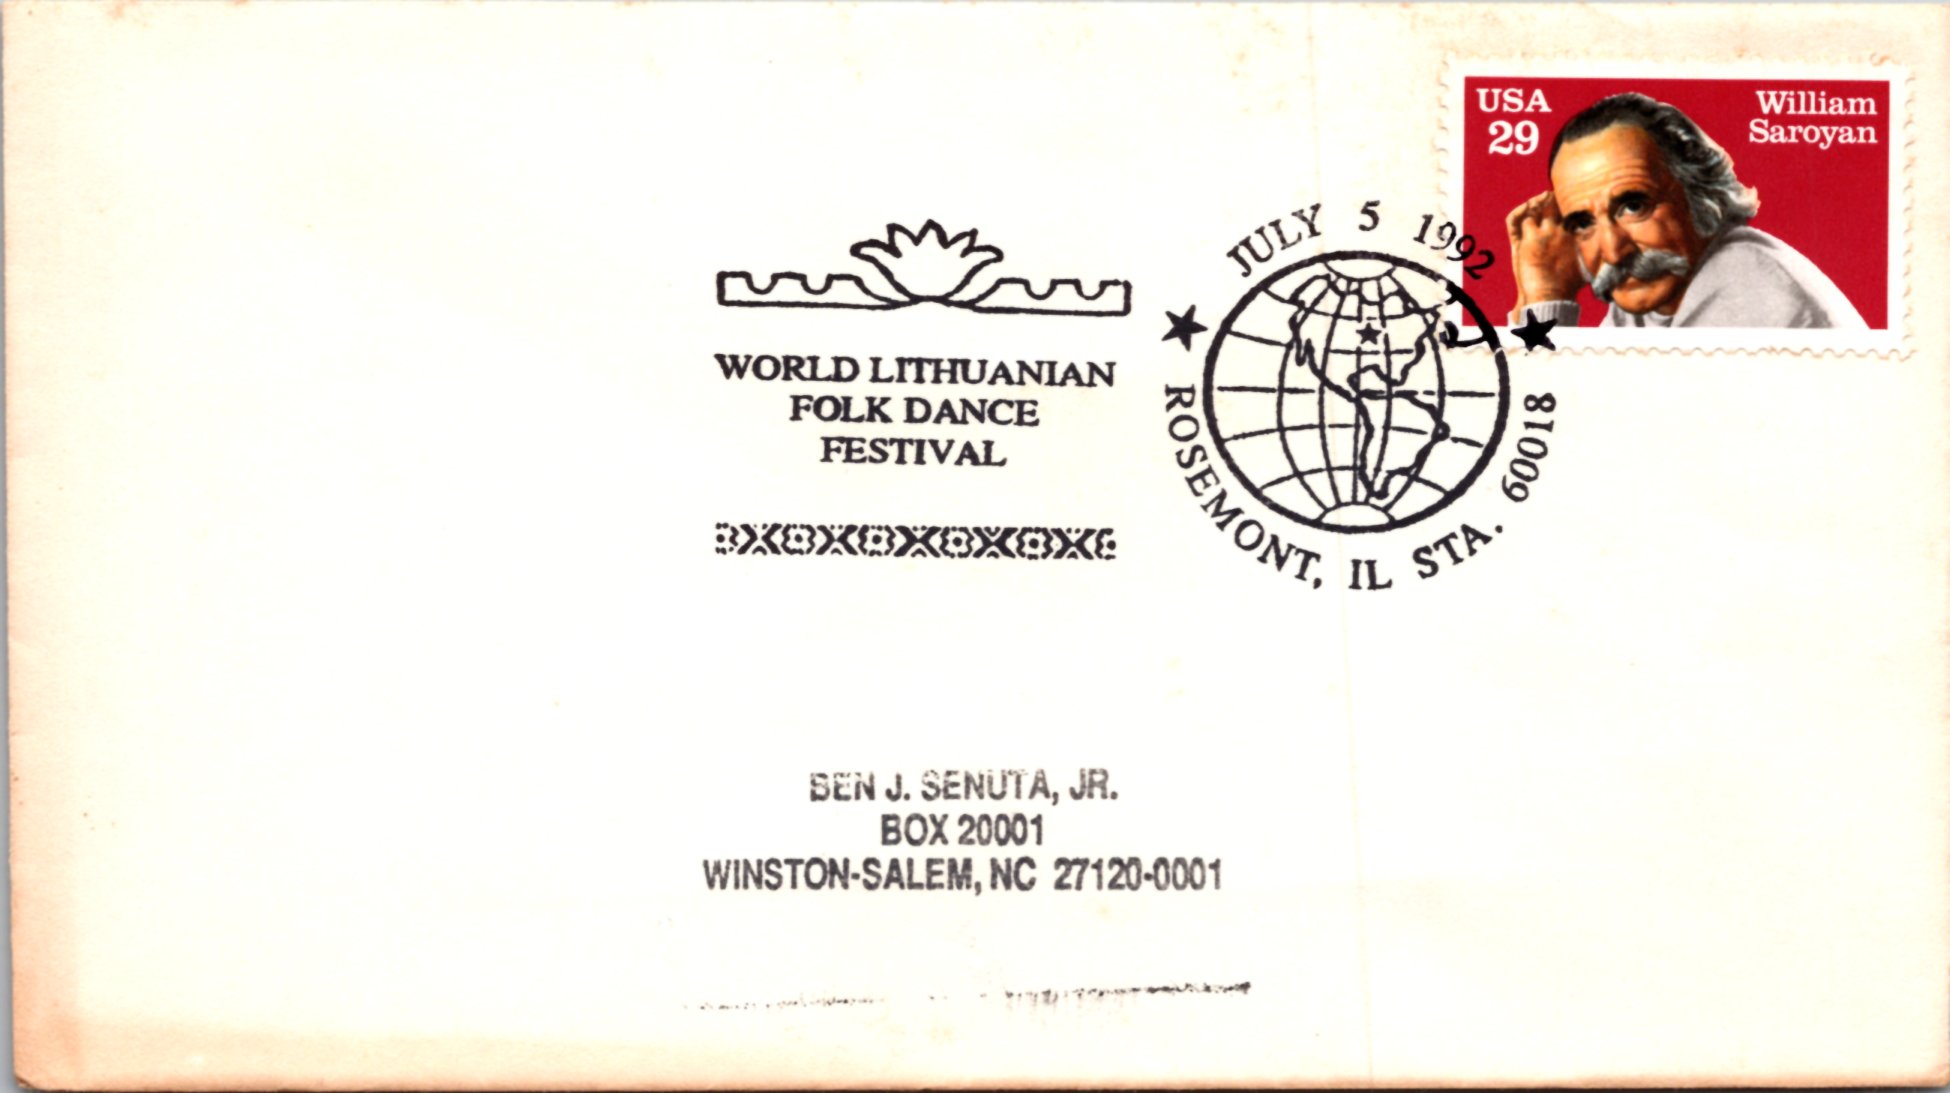 USA
29
William
Saroyan
JULY 5 1992
ROSEMONT, IL STA. 60018
WORLD LITHUANIAN
FOLK DANCE
FESTIVAL
BEN J. SENUTA, JR.
BOX 20001
WINSTON-SALEM, NC 27120-0001